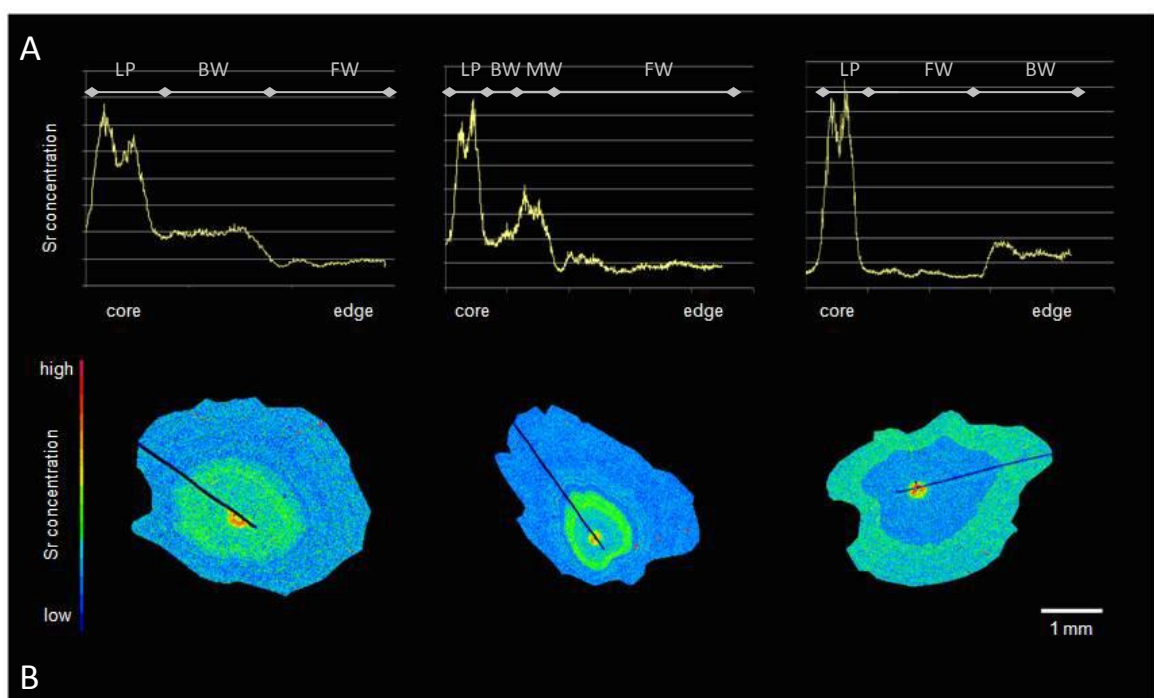 A
LP BW FW
LP BW MW FW
LP FW BW
Sr concentration
core edge
core edge
core edge
high
Sr concentration
low
1 mm
B